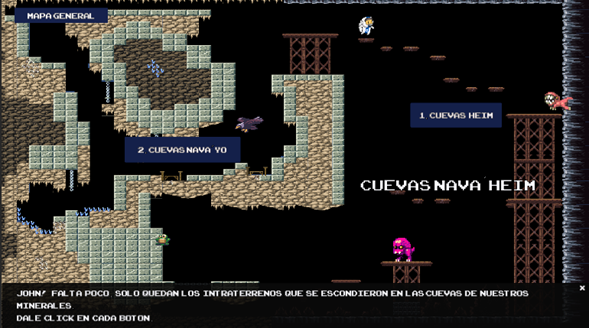 MAPA GENERAL
1. CUEVAS HEIM
2. CUEVAS NAVA YO
CUEVAS NAVA HEIM
JOHN! FALTA POCO SOLO QUEDAN LOS INTRATERRENOS QUE SE ESCONDIERON EN LAS CUEVAS DE NUESTROS
MINERALES
DALE CLICK EN CADA BOTON